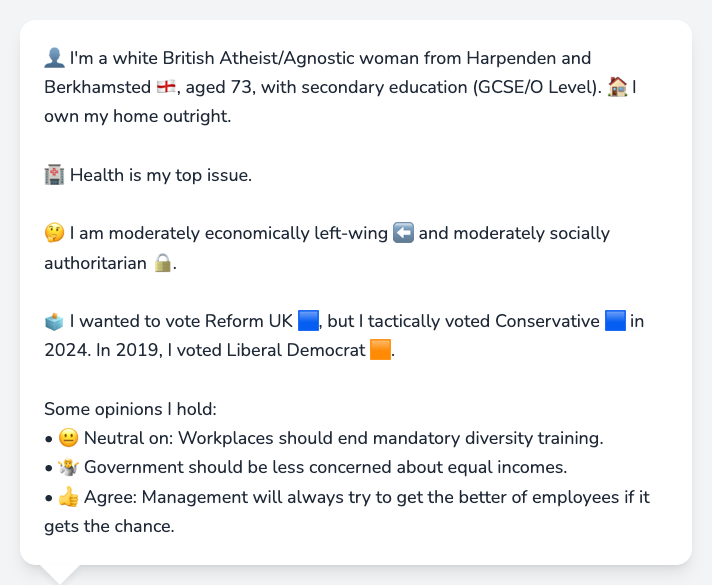 👤 I'm a white British Atheist/Agnostic woman from Harpenden and
Berkhamsted 🏴󠁧󠁢󠁥󠁮󠁧󠁿, aged 73, with secondary education (GCSE/O Level). 🏠 I
own my home outright.
🏥 Health is my top issue.
🤔 I am moderately economically left-wing ⬅️ and moderately socially
authoritarian 🔒.
🗳️ I wanted to vote Reform UK 🟦, but I tactically voted Conservative 🟦 in
2024. In 2019, I voted Liberal Democrat 🟧.
Some opinions I hold:
• 😐 Neutral on: Workplaces should end mandatory diversity training.
• 🤷 Government should be less concerned about equal incomes.
• 👍 Agree: Management will always try to get the better of employees if it
gets the chance.